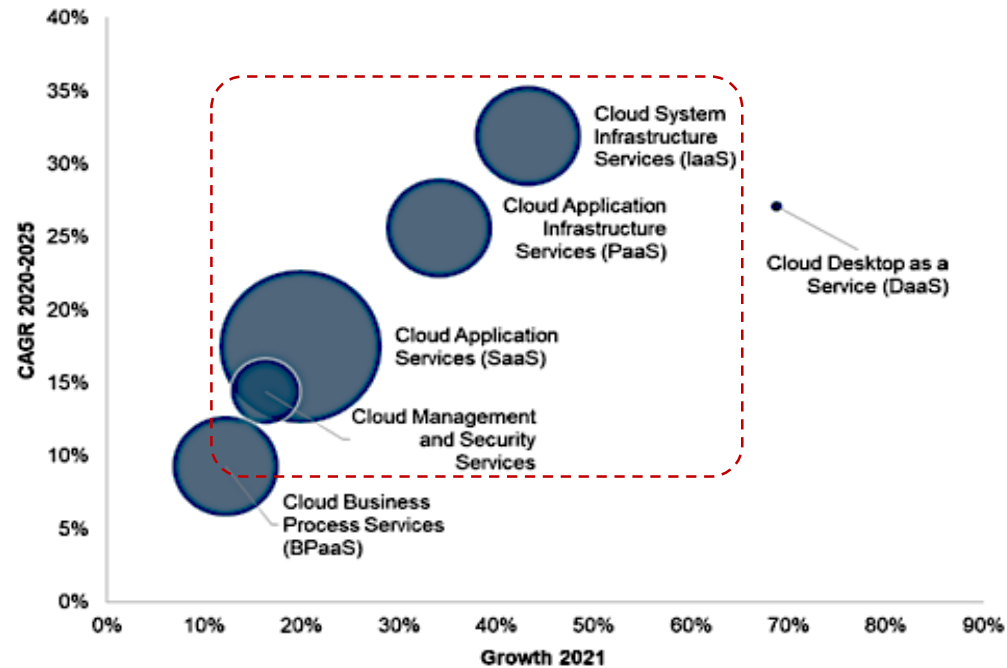 40%
35%
30%
25%
20%
15%
10%
5%
0%
CAGR 2020-2025
Cloud System
Infrastructure
Services (IaaS)
Cloud Application
Infrastructure
Services (PaaS)
Cloud Desktop as a
Service (DaaS)
Cloud Application
Services (SaaS)
Cloud Management
and Security
Services
Cloud Business
Process Services
(BPaaS)
0% 10% 20% 30% 40% 50% 60% 70% 80% 90%
Growth 2021